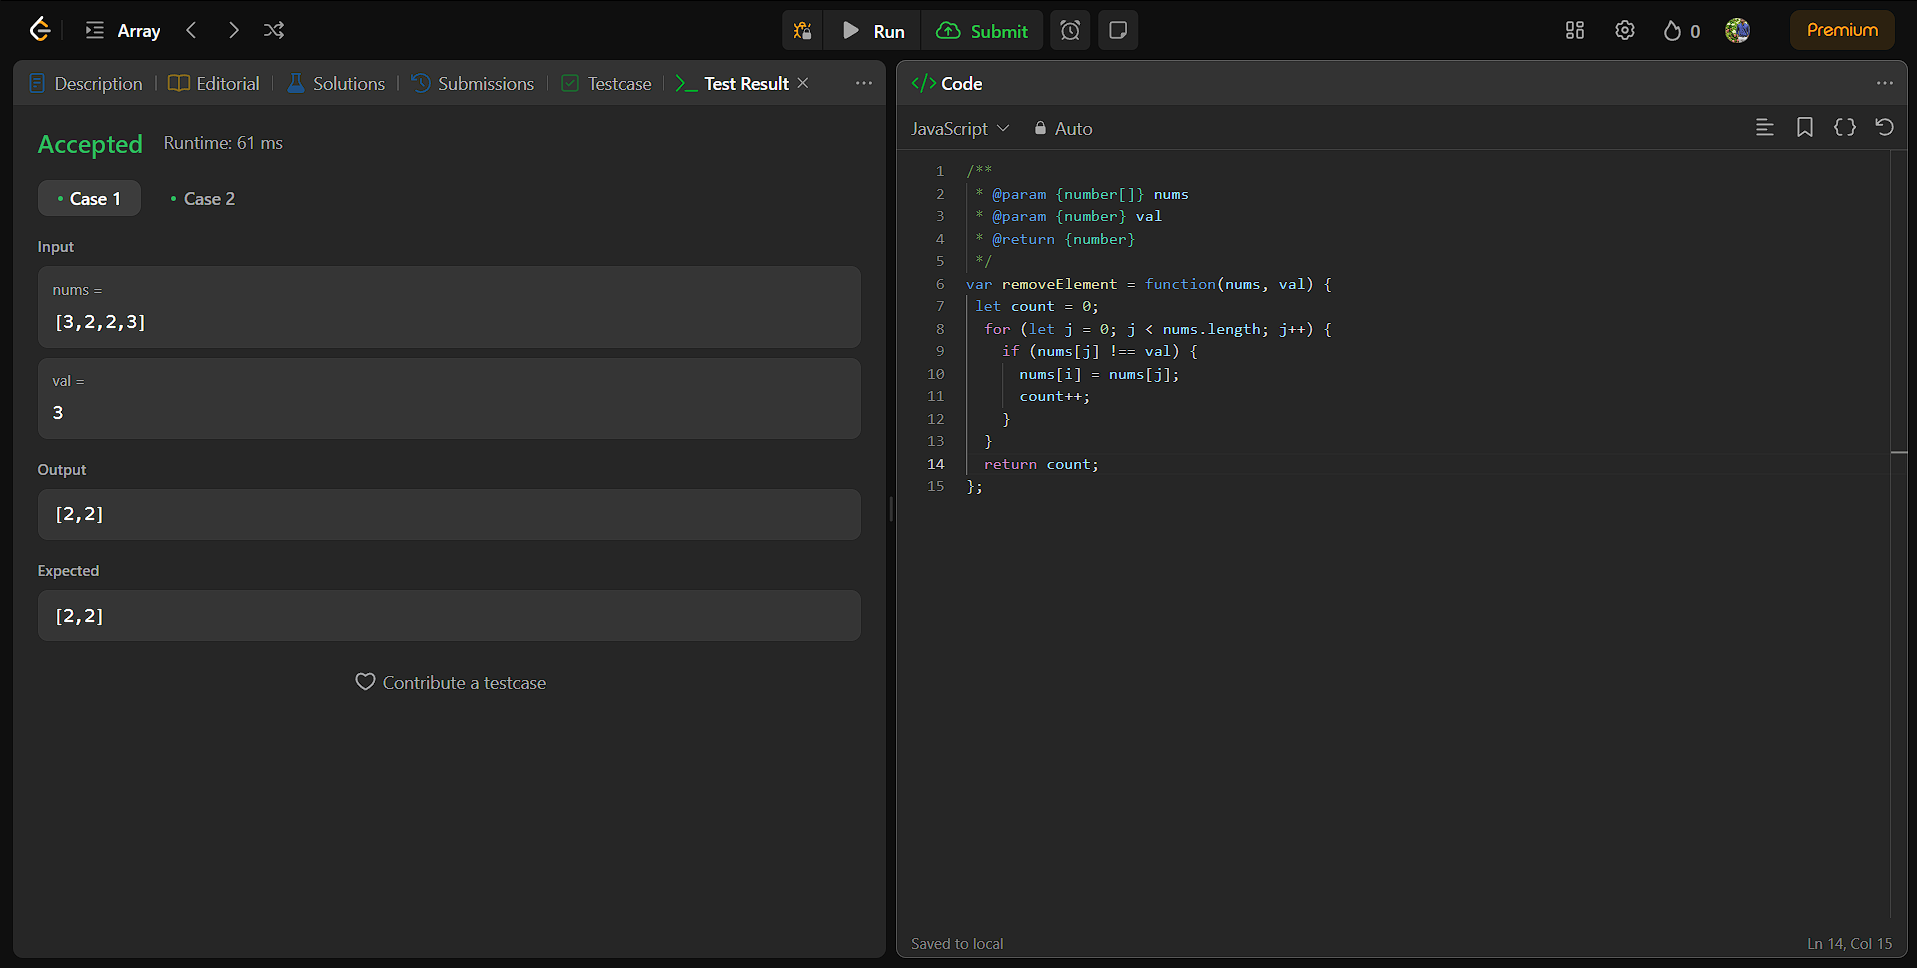 Array
Run
Submit
0
Premium
Description
Editorial
Solutions
Submissions
Testcase
Test Result
Accepted
Runtime: 61 ms
Case 1
Case 2
Input
nums =
[3,2,2,3]
val =
3
Output
[2,2]
Expected
[2,2]
Contribute a testcase
</> Code
JavaScript
Auto
1 /**
2 * @param {number[]} nums
3 * @param {number} val
4 * @return {number}
5 */
6 var removeElement = function(nums, val) {
7 let count = 0;
8 for (let j = 0; j < nums.length; j++) {
9 if (nums[j] !== val) {
10 nums[i] = nums[j];
11 count++;
12 }
13 }
14 return count;
15 };
Saved to local
Ln 14, Col 15